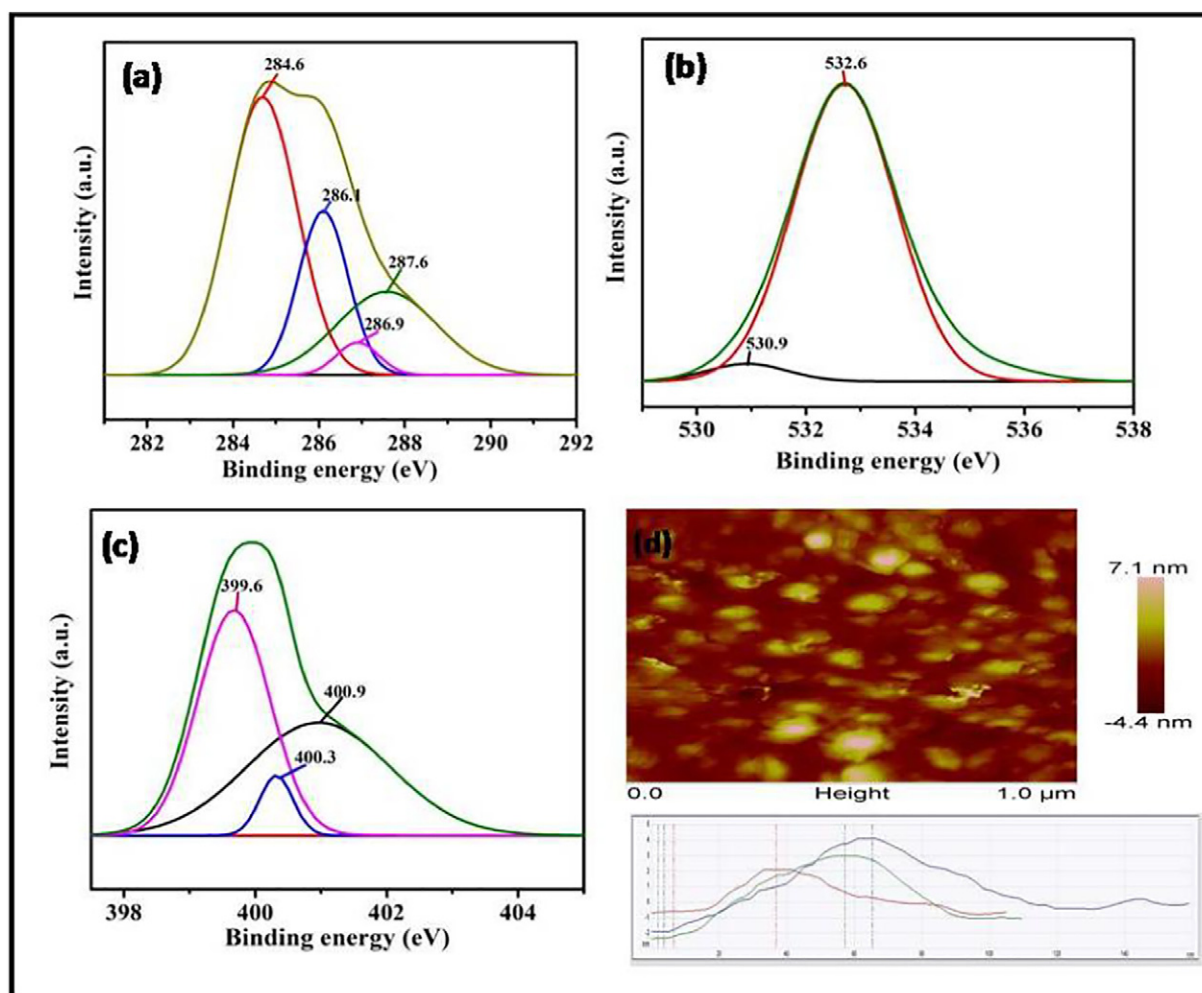 (a)
284.6
286.1
287.6
286.9
Intensity (a.u.)
282 284 286 288 290 292
Binding energy (eV)
(b)
532.6
530.9
Intensity (a.u.)
530 532 534 536 538
Binding energy (eV)
(c)
399.6
400.9
400.3
Intensity (a.u.)
398 400 402 404
Binding energy (eV)
(d)
7.1 nm
-4.4 nm
0.0 Height 1.0 µm